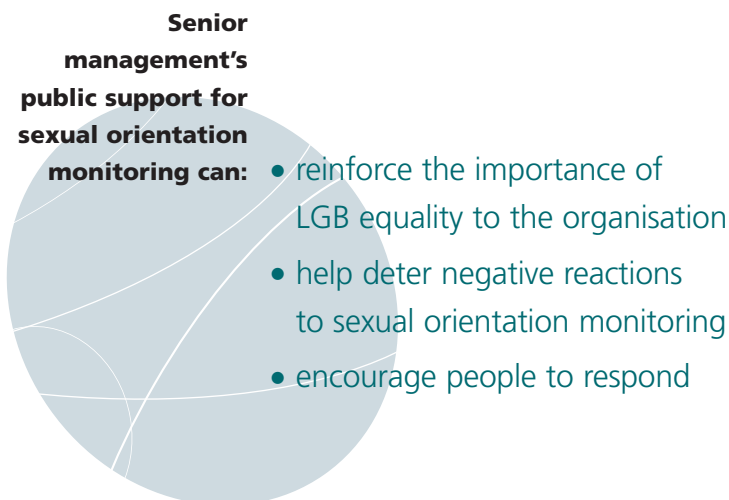 Senior
management's
public support for
sexual orientation
monitoring can:
• reinforce the importance of
LGB equality to the organisation
• help deter negative reactions
to sexual orientation monitoring
• encourage people to respond